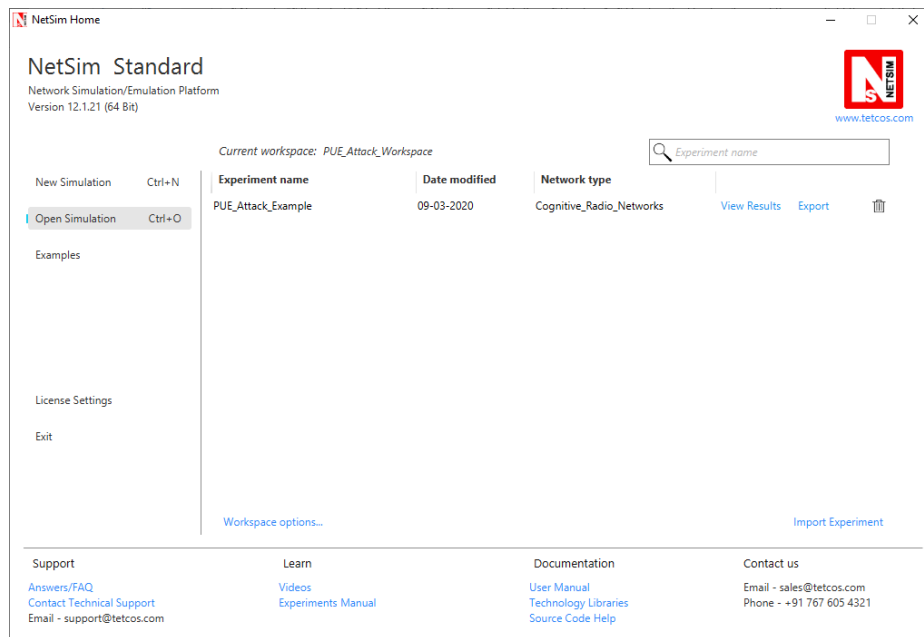 NetSim Home
NetSim Standard
Network Simulation/Emulation Platform
Version 12.1.21 (64 Bit)
NS NETSIM
www.tetcos.com
Current workspace: PUE_Attack_Workspace
Experiment name
New Simulation Ctrl+N
Open Simulation Ctrl+O
Examples
License Settings
Exit
Experiment name Date modified Network type
PUE_Attack_Example 09-03-2020 Cognitive_Radio_Networks View Results Export
Workspace options... Import Experiment
Support
Answers/FAQ
Contact Technical Support
Email - support@tetcos.com
Learn
Videos
Experiments Manual
Documentation
User Manual
Technology Libraries
Source Code Help
Contact us
Email - sales@tetcos.com
Phone - +91 767 605 4321